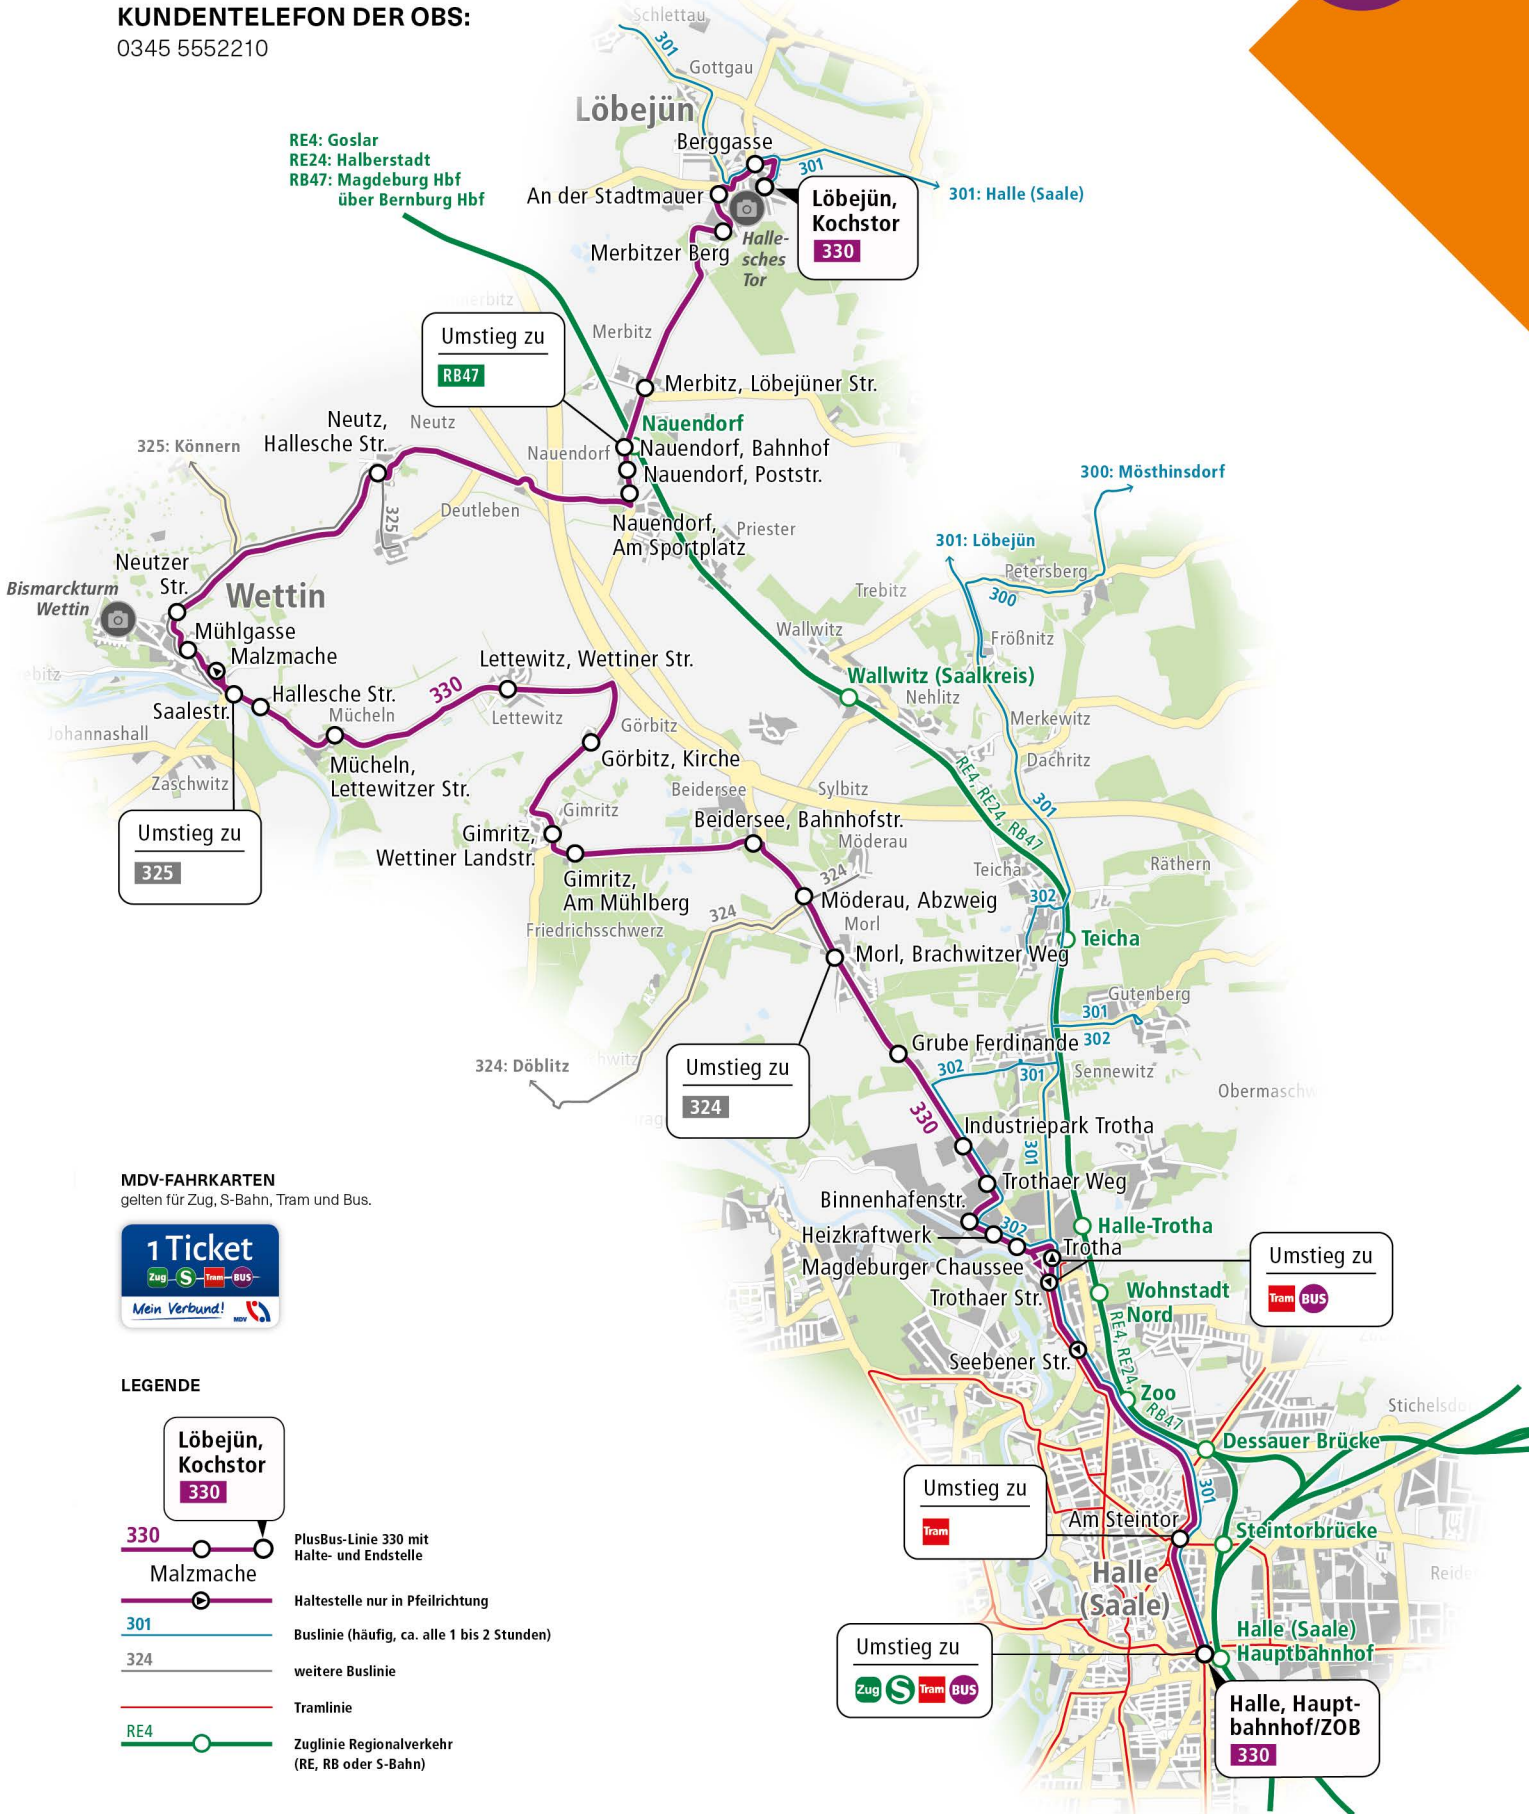 KUNDENTELEFON DER OBS:
0345 5552210
Schlettau
301
Gottgau
Löbejün
RE4: Goslar
RE24: Halberstadt
RB47: Magdeburg Hbf
über Bernburg Hbf
Berggasse
301
301: Halle (Saale)
An der Stadtmauer
Löbejün,
Kochstor
330
Merbitzer Berg
Halle-
sches
Tor
Umstieg zu
RB47
Merbitz
Merbitz, Löbejüner Str.
Neutz,
Hallesche Str.
Neutz
Nauendorf
Nauendorf
Nauendorf, Bahnhof
Nauendorf, Poststr.
325: Könnern
325
Deutleben
Nauendorf,
Am Sportplatz
Priester
300: Mösthinsdorf
301: Löbejün
Petersberg
300
Neutzer
Str.
Bismarckturm
Wettin
Wettin
Trebitz
Mühlgasse
Malzmache
Wallwitz
Frößnitz
Lettewitz, Wettiner Str.
Wallwitz (Saalkreis)
Nehlitz
Hallesche Str.
330
Saalestr.
Mücheln
Lettewitz
Görbitz
Merkewitz
Johannashall
Mücheln,
Lettewitzer Str.
Görbitz, Kirche
Dachritz
Zaschwitz
Beidersee
Sylbitz
RE4, RE24, RB47
301
Umstieg zu
325
Gimritz
Gimritz,
Wettiner Landstr.
Beidersee, Bahnhofstr.
Möderau
Teicha
Räthern
Gimritz,
Am Mühlberg
324
324
Möderau, Abzweig
302
Friedrichsschwerz
Morl
Teicha
Morl, Brachwitzer Weg
Gutenberg
301
302
324: Döblitz
Umstieg zu
324
Grube Ferdinande
302
301
Sennewitz
330
Industriepark Trotha
301
Trothaer Weg
Binnenhafenstr.
302
Heizkraftwerk
Halle-Trotha
Trotha
Magdeburger Chaussee
Umstieg zu
Tram BUS
Trothaer Str.
Wohnstadt
Nord
RE4, RE24,
RB47
Seebener Str.
Zoo
Dessauer Brücke
301
Umstieg zu
Tram
Am Steintor
Steintorbrücke
Halle
(Saale)
Umstieg zu
Zug S Tram BUS
Halle (Saale)
Hauptbahnhof
Halle, Haupt-
bahnhof/ZOB
330
MDV-FAHRKARTEN
gelten für Zug, S-Bahn, Tram und Bus.
1 Ticket
Zug S Tram BUS
Mein Verbund!
MDV
LEGENDE
Löbejün,
Kochstor
330
330
PlusBus-Linie 330 mit
Halte- und Endstelle
Malzmache
Haltestelle nur in Pfeilrichtung
301
Buslinie (häufig, ca. alle 1 bis 2 Stunden)
324
weitere Buslinie
Tramlinie
RE4
Zuglinie Regionalverkehr
(RE, RB oder S-Bahn)